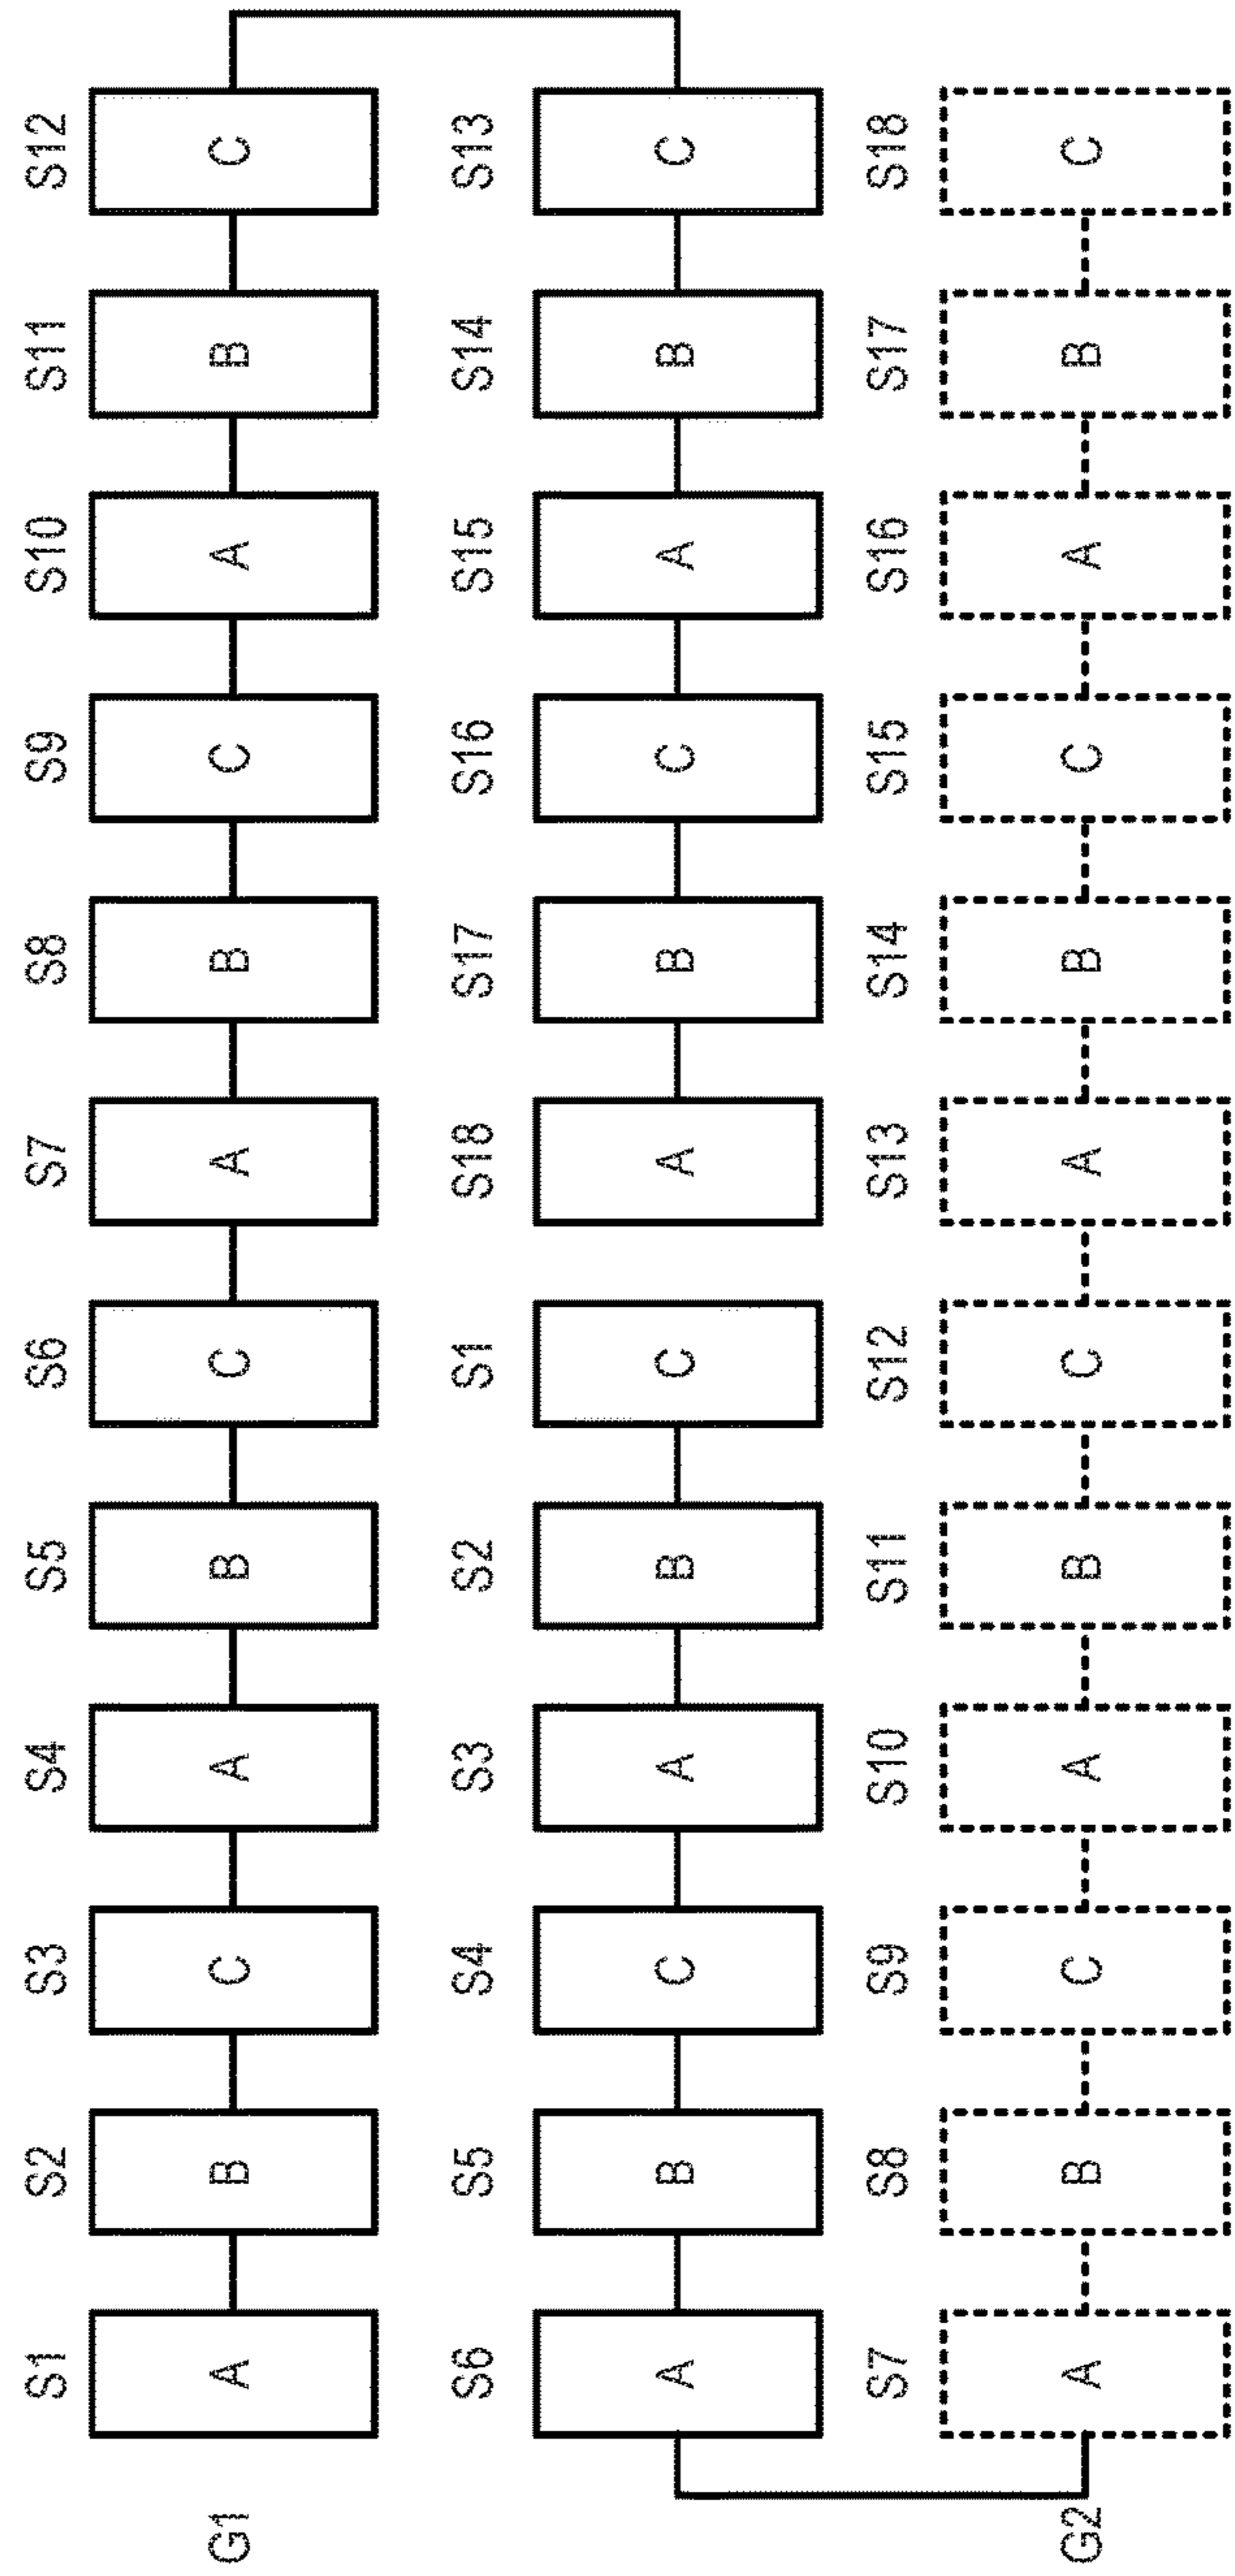 S1 S2 S3 S4 S5 S6 S7 S8 S9 S10 S11 S12
G1 A B C A B C A B C A B C
S6 S5 S4 S3 S2 S1 S18 S17 S16 S15 S14 S13
A B C A B C A B C A B C
S7 S8 S9 S10 S11 S12 S13 S14 S15 S16 S17 S18
G2 A B C A B C A B C A B C